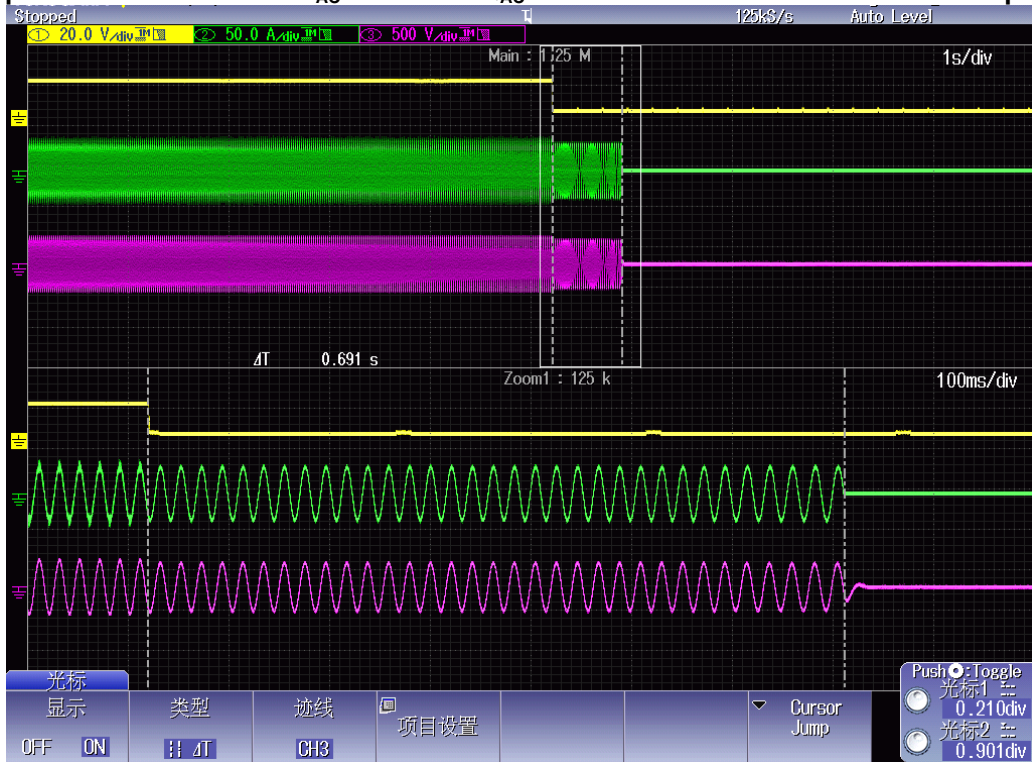 Stopped 125kS/s Auto Level
① 20.0 V/div 1M ② 50.0 A/div 1M ③ 500 V/div 1M
Main : 1.25 M 1s/div
ΔT 0.691 s
Zoom1 : 125 k 100ms/div
光标
显示
OFF ON
类型
ΔT
迹线
CH3
项目设置
Cursor
Jump
Push :Toggle
光标1
0.210div
光标2
0.901div